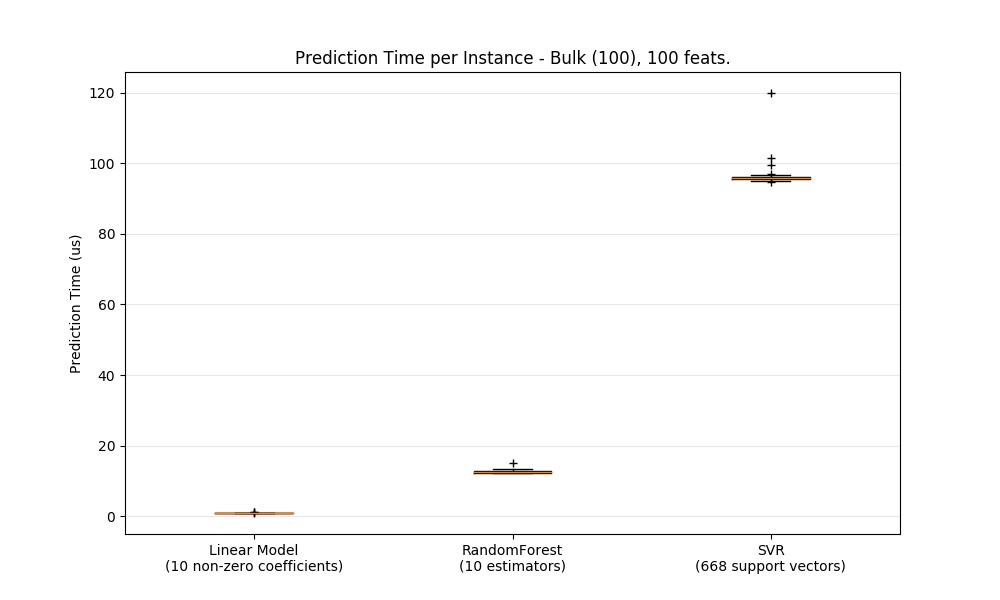 Prediction Time per Instance - Bulk (100), 100 feats.
Prediction Time (us)
120
100
80
60
40
20
0
Linear Model
(10 non-zero coefficients)
RandomForest
(10 estimators)
SVR
(668 support vectors)